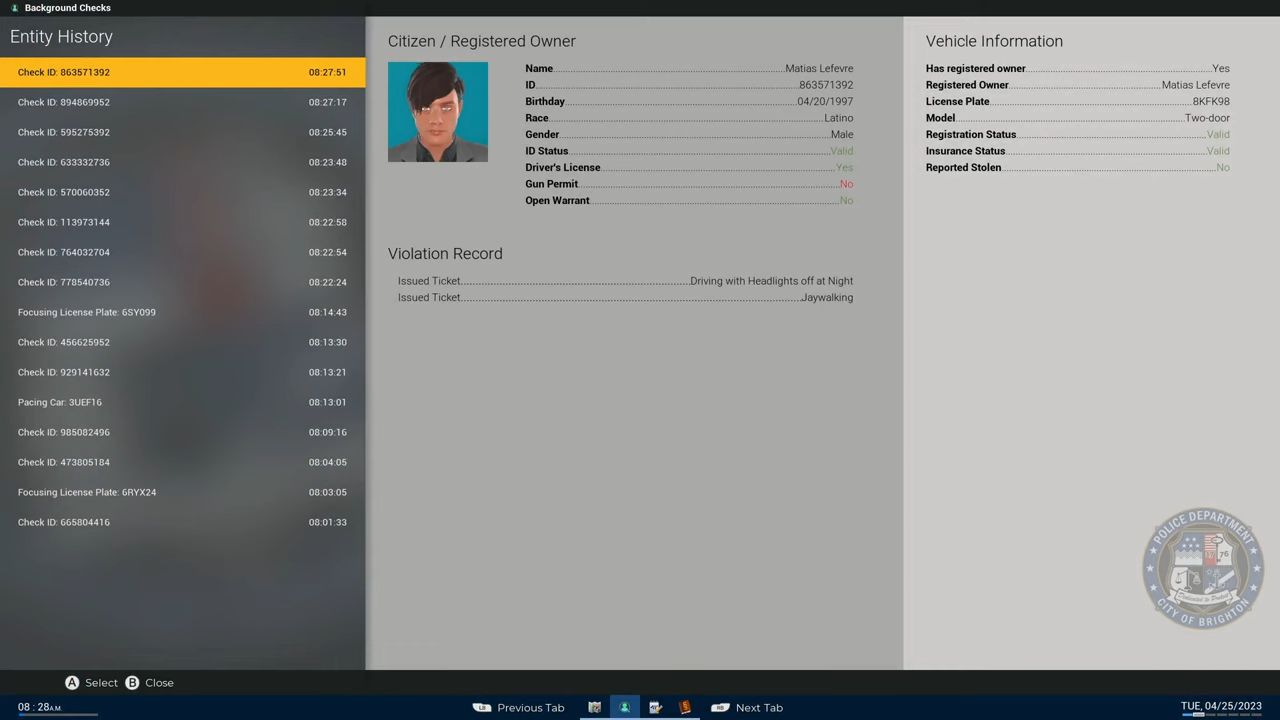 Background Checks
Entity History
Check ID: 863571392 08:27:51
Check ID: 894869952 08:27:17
Check ID: 595275392 08:25:45
Check ID: 633332736 08:23:48
Check ID: 570060352 08:23:34
Check ID: 113973144 08:22:58
Check ID: 764032704 08:22:54
Check ID: 778540736 08:22:24
Focusing License Plate: 6SY099 08:14:43
Check ID: 456625952 08:13:30
Check ID: 929141632 08:13:21
Pacing Car: 3UEF16 08:13:01
Check ID: 985082496 08:09:16
Check ID: 473805184 08:04:05
Focusing License Plate: 6RYX24 08:03:05
Check ID: 665804416 08:01:33
Citizen / Registered Owner
Name Matias Lefevre
ID 863571392
Birthday 04/20/1997
Race Latino
Gender Male
ID Status Valid
Driver's License Yes
Gun Permit No
Open Warrant No
Violation Record
Issued Ticket Driving with Headlights off at Night
Issued Ticket Jaywalking
Vehicle Information
Has registered owner Yes
Registered Owner Matias Lefevre
License Plate 8KFK98
Model Two-door
Registration Status Valid
Insurance Status Valid
Reported Stolen No
POLICE DEPARTMENT
1776
Dedicated to Protect
CITY OF BRIGHTON
A Select B Close
08 : 28 A.M.
LB Previous Tab
RB Next Tab
TUE, 04/25/2023